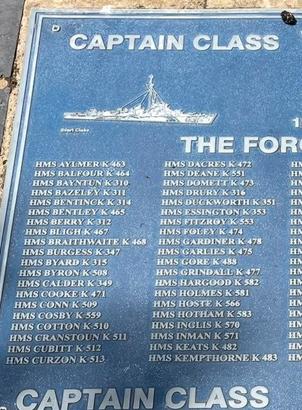 CAPTAIN CLASS
THE FOR
HMS AYLMER K 463
HMS BALFOUR K 464
HMS BAYNTUN K 310
HMS BAZELEY K 311
HMS BENTINCK K 314
HMS BENTLEY K 465
HMS BERRY K 312
HMS BLIGH K 467
HMS BRAITHWAITE K 468
HMS BURGESS K 347
HMS BYARD K 315
HMS BYRON K 508
HMS CALDER K 349
HMS COOKE K 471
HMS CONN K 509
HMS COSBY K 559
HMS COTTON K 510
HMS CRANSTOUN K 511
HMS CUBITT K 512
HMS CURZON K 513
HMS DACRES K 472
HMS DEANE K 551
HMS DOMETT K 473
HMS DRURY K 316
HMS DUCKWORTH K 351
HMS ESSINGTON K 353
HMS FITZROY K 553
HMS FOLEY K 474
HMS GARDINER K 478
HMS GARLIES K 475
HMS GORE K 488
HMS GRINDALL K 477
HMS HARGOOD K 582
HMS HOLMES K 581
HMS HOSTE K 566
HMS HOTHAM K 583
HMS INGLIS K 570
HMS INMAN K 571
HMS KEATS K 482
HMS KEMPTHORNE K 483
CAPTAIN CLASS